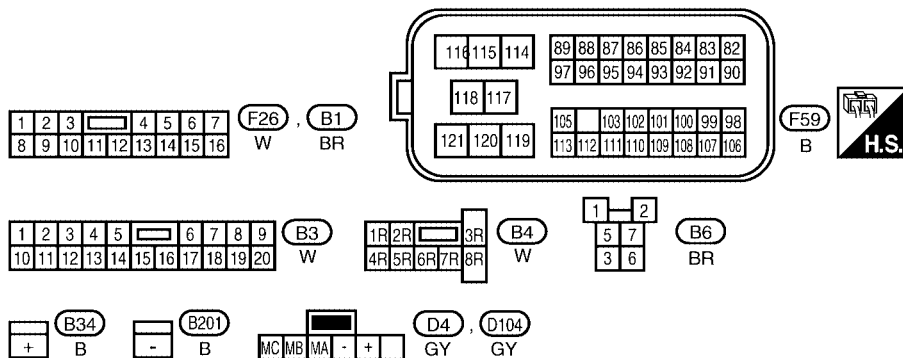 116 115 114
89 88 87 86 85 84 83 82
97 96 95 94 93 92 91 90
118 117
1 2 3 4 5 6 7
8 9 10 11 12 13 14 15 16
F26 , B1
W BR
105 103 102 101 100 99 98
121 120 119
113 112 111 110 109 108 107 106
F59
B
H.S.
1 2 3 4 5 6 7 8 9
10 11 12 13 14 15 16 17 18 19 20
B3
W
1R 2R 3R
4R 5R 6R 7R 8R
B4
W
1 2
5 7
3 6
B6
BR
+
B34
B
-
B201
B
MC MB MA - +
D4 , D104
GY GY